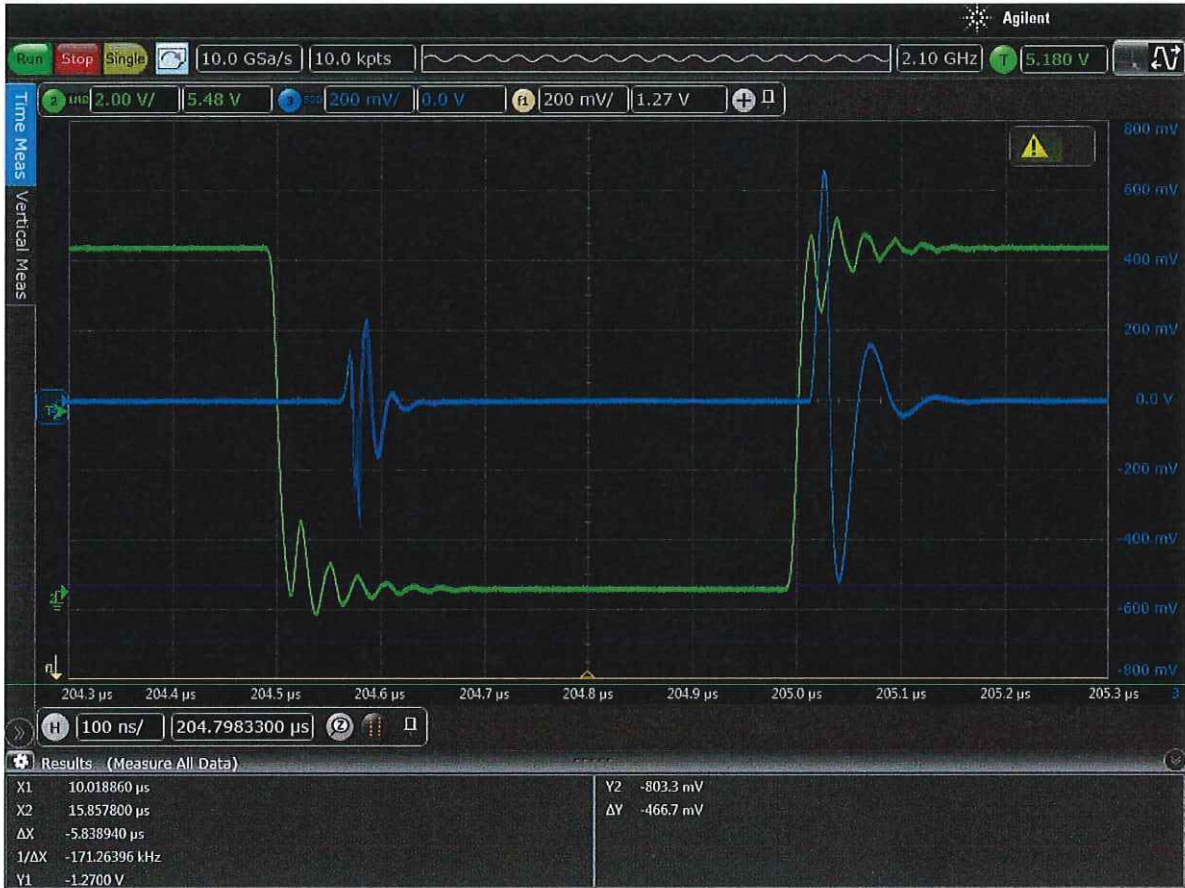 Agilent
Run Stop Single 10.0 GSa/s 10.0 kpts 2.10 GHz T 5.180 V
2 2.00 V/ 5.48 V 3 200 mV/ 0.0 V f1 200 mV/ 1.27 V
Time Meas
Vertical Meas
800 mV
600 mV
400 mV
200 mV
0.0 V
-200 mV
-400 mV
-600 mV
-800 mV
204.3 µs 204.4 µs 204.5 µs 204.6 µs 204.7 µs 204.8 µs 204.9 µs 205.0 µs 205.1 µs 205.2 µs 205.3 µs 3
H 100 ns/ 204.7983300 µs
Results (Measure All Data)
X1 10.018860 µs
X2 15.857800 µs
ΔX -5.838940 µs
1/ΔX -171.26396 kHz
Y1 -1.2700 V
Y2 -803.3 mV
ΔY -466.7 mV